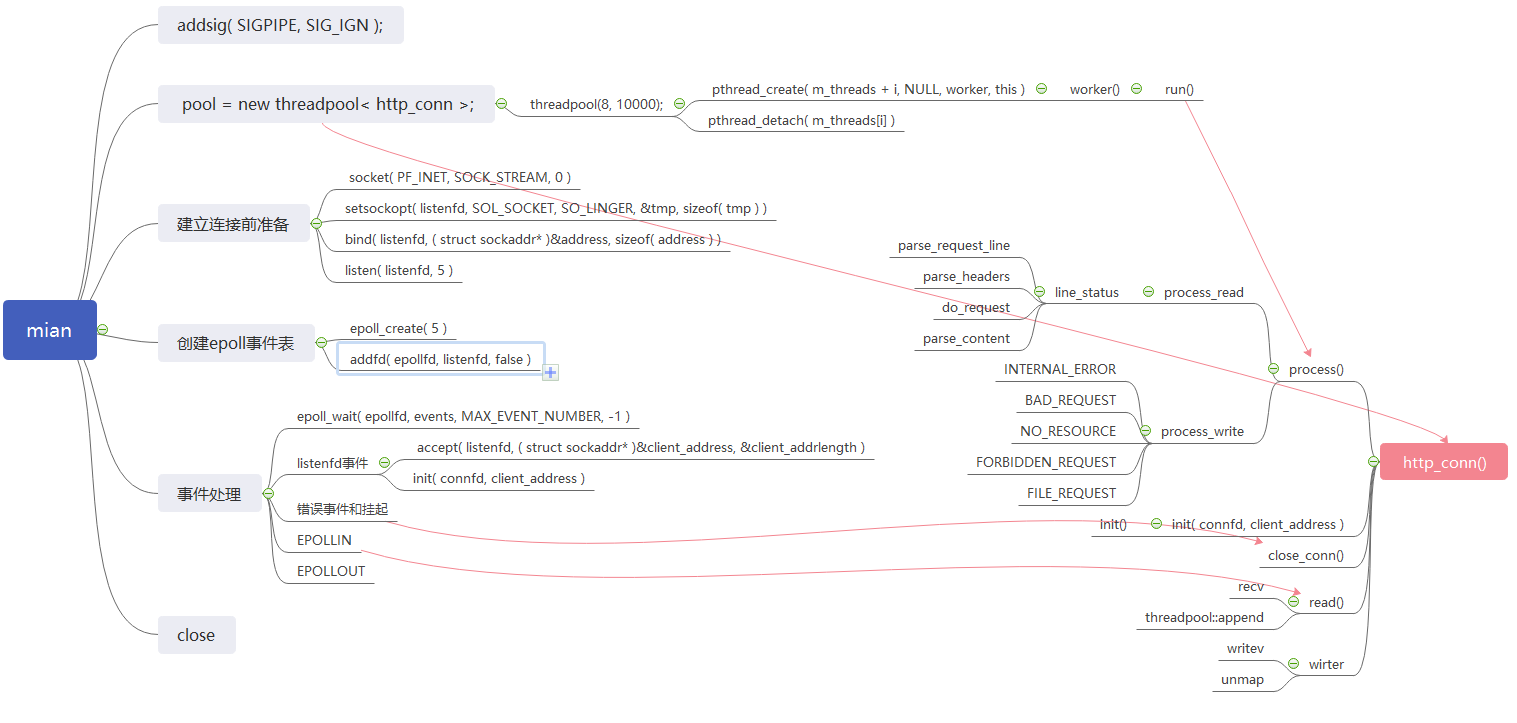 mian
addsig( SIGPIPE, SIG_IGN );
pool = new threadpool< http_conn >;
threadpool(8, 10000);
pthread_create( m_threads + i, NULL, worker, this )
worker()
run()
pthread_detach( m_threads[i] )
建立连接前准备
socket( PF_INET, SOCK_STREAM, 0 )
setsockopt( listenfd, SOL_SOCKET, SO_LINGER, &tmp, sizeof( tmp ) )
bind( listenfd, ( struct sockaddr* )&address, sizeof( address ) )
listen( listenfd, 5 )
创建epoll事件表
epoll_create( 5 )
addfd( epollfd, listenfd, false )
事件处理
epoll_wait( epollfd, events, MAX_EVENT_NUMBER, -1 )
listenfd事件
accept( listenfd, ( struct sockaddr* )&client_address, &client_addrlength )
init( connfd, client_address )
错误事件和挂起
EPOLLIN
EPOLLOUT
close
http_conn()
process()
process_read
line_status
parse_request_line
parse_headers
do_request
parse_content
process_write
INTERNAL_ERROR
BAD_REQUEST
NO_RESOURCE
FORBIDDEN_REQUEST
FILE_REQUEST
init( connfd, client_address )
init()
close_conn()
read()
recv
threadpool::append
wirter
writev
unmap